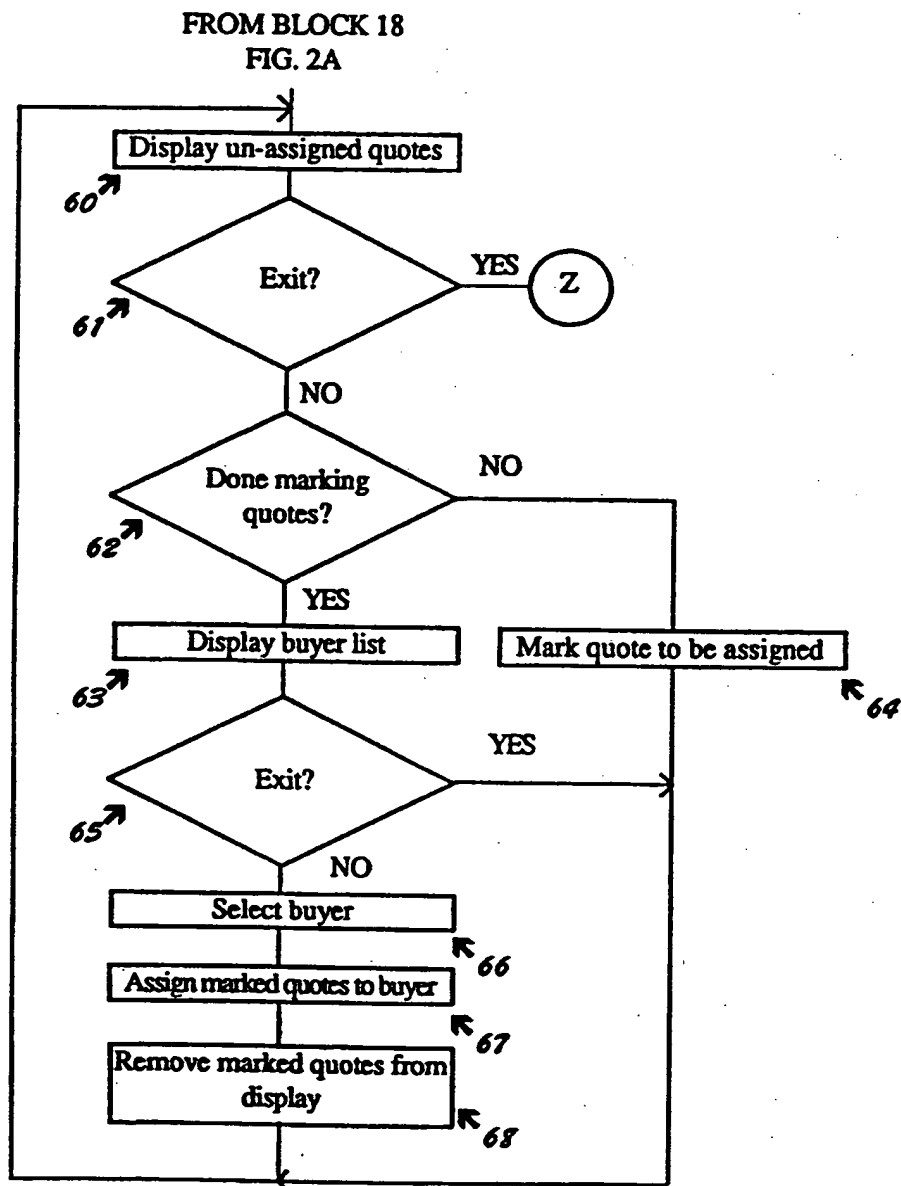 FROM BLOCK 18
FIG. 2A
Display un-assigned quotes
60
Exit?
YES
Z
61
NO
Done marking
quotes?
NO
62
YES
Display buyer list
Mark quote to be assigned
63
64
Exit?
YES
65
NO
Select buyer
66
Assign marked quotes to buyer
67
Remove marked quotes from
display
68